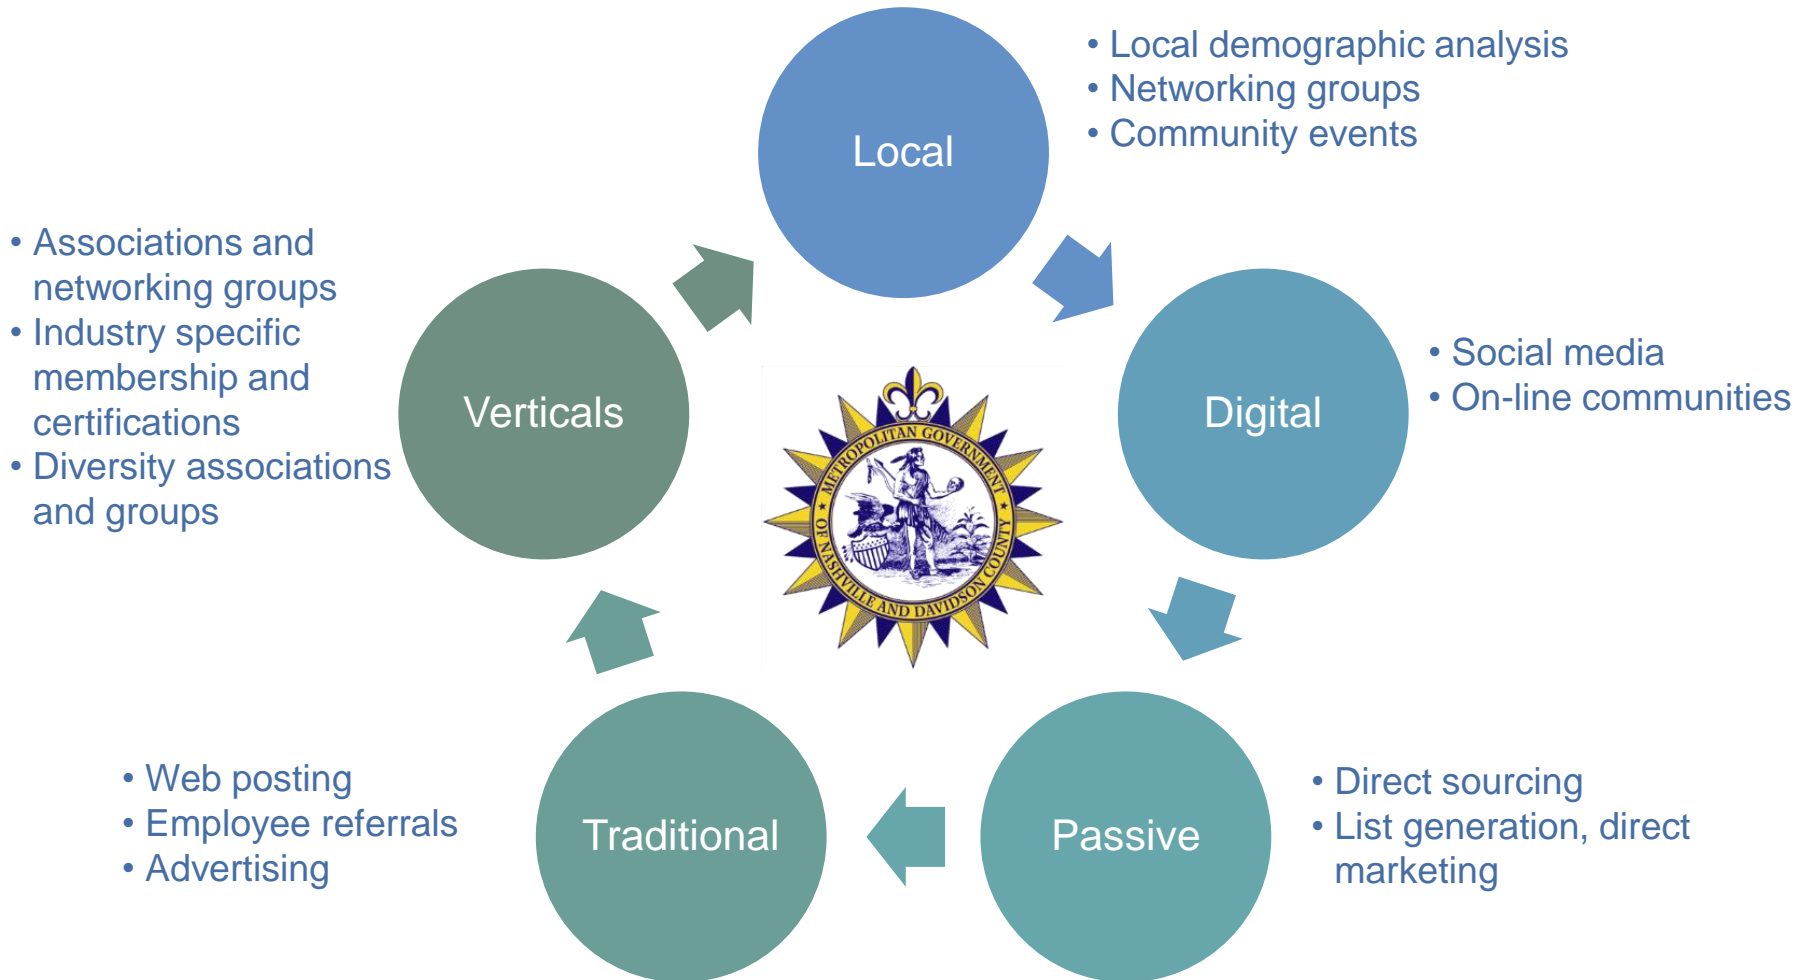 Local
• Local demographic analysis
• Networking groups
• Community events
Digital
• Social media
• On-line communities
Passive
• Direct sourcing
• List generation, direct
marketing
Traditional
• Web posting
• Employee referrals
• Advertising
Verticals
• Associations and
networking groups
• Industry specific
membership and
certifications
• Diversity associations
and groups
METROPOLITAN GOVERNMENT
OF NASHVILLE AND DAVIDSON COUNTY